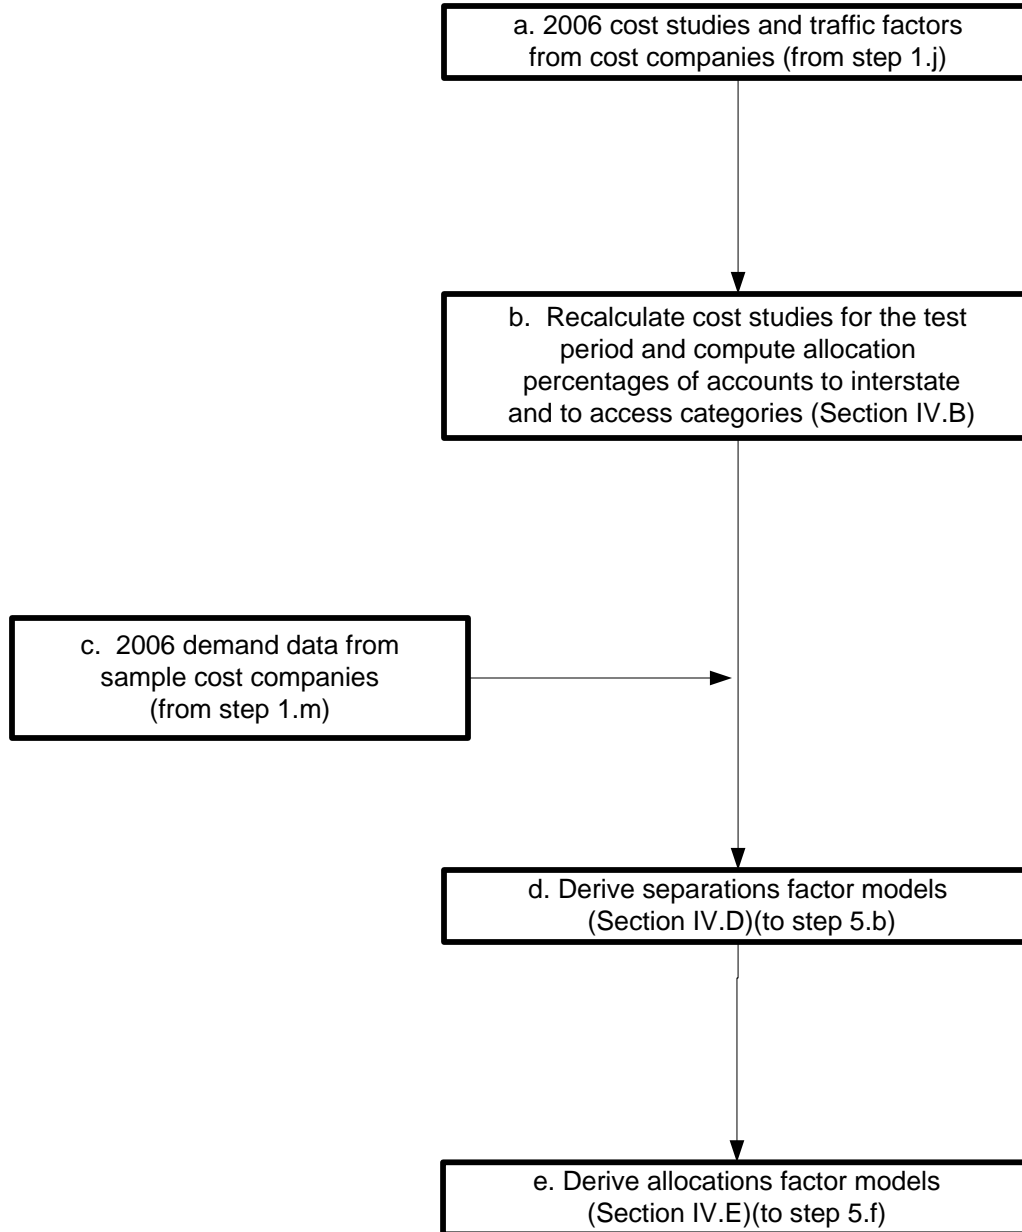 a. 2006 cost studies and traffic factors
from cost companies (from step 1.j)
b.  Recalculate cost studies for the test
period and compute allocation
percentages of accounts to interstate
and to access categories (Section IV.B)
c.  2006 demand data from
sample cost companies
(from step 1.m)
d. Derive separations factor models
(Section IV.D)(to step 5.b)
e. Derive allocations factor models
(Section IV.E)(to step 5.f)